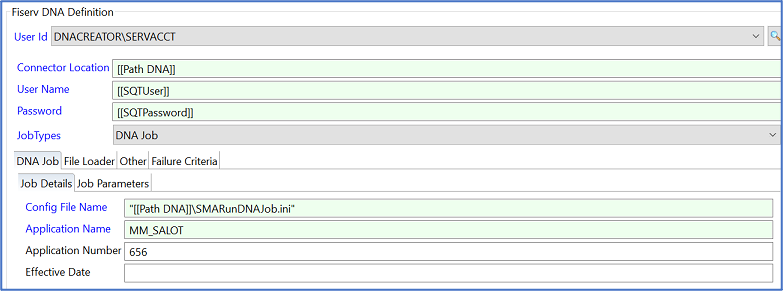 Fiserv DNA Definition
User Id DNACREATOR\SERVACCT
Connector Location [[Path DNA]]
User Name [[SQTUser]]
Password [[SQTPassword]]
JobTypes DNA Job
DNA Job File Loader Other Failure Criteria
Job Details Job Parameters
Config File Name "[[Path DNA]]\SMARunDNAJob.ini"
Application Name MM_SALOT
Application Number 656
Effective Date